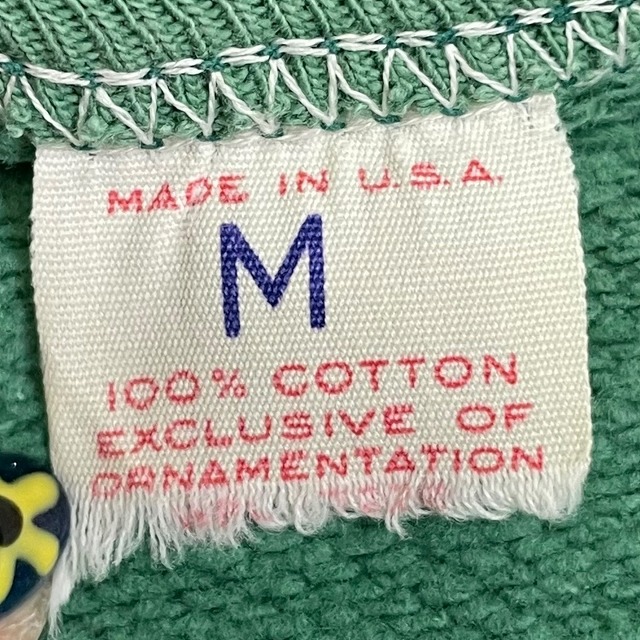 MADE IN U.S.A.
M
100% COTTON
EXCLUSIVE OF
ORNAMENTATION